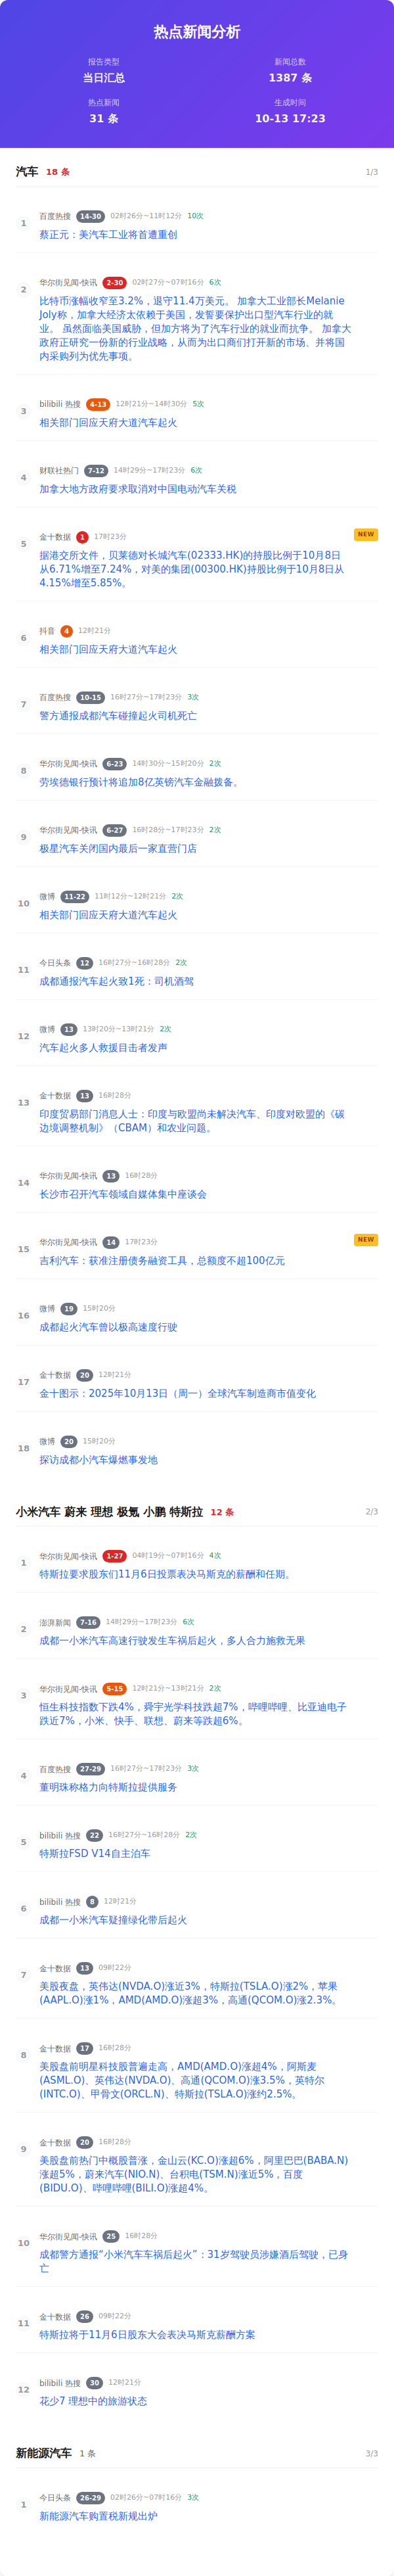 热点新闻分析
报告类型 新闻总数
当日汇总 1387 条
热点新闻 生成时间
31 条 10-13 17:23
汽车 18 条 1/3
1
百度热搜 14-30 02时26分~11时12分 10次
蔡正元：美汽车工业将首遭重创
2
华尔街见闻-快讯 2-30 02时27分~07时16分 6次
比特币涨幅收窄至3.2%，退守11.4万美元。 加拿大工业部长Melanie
Joly称，加拿大经济太依赖于美国，发誓要保护出口型汽车行业的就
业。 虽然面临美国威胁，但加方将为了汽车行业的就业而抗争。 加拿大
政府正研究一份新的行业战略，从而为出口商们打开新的市场、并将国
内采购列为优先事项。
3
bilibili 热搜 4-13 12时21分~14时30分 5次
相关部门回应天府大道汽车起火
4
财联社热门 7-12 14时29分~17时23分 6次
加拿大地方政府要求取消对中国电动汽车关税
5
金十数据 1 17时23分 NEW
据港交所文件，贝莱德对长城汽车(02333.HK)的持股比例于10月8日
从6.71%增至7.24%，对美的集团(00300.HK)持股比例于10月8日从
4.15%增至5.85%。
6
抖音 4 12时21分
相关部门回应天府大道汽车起火
7
百度热搜 10-15 16时27分~17时23分 3次
警方通报成都汽车碰撞起火司机死亡
8
华尔街见闻-快讯 6-23 14时30分~15时20分 2次
劳埃德银行预计将追加8亿英镑汽车金融拨备。
9
华尔街见闻-快讯 6-27 16时28分~17时23分 2次
极星汽车关闭国内最后一家直营门店
10
微博 11-22 11时12分~12时21分 2次
相关部门回应天府大道汽车起火
11
今日头条 12 16时27分~16时28分 2次
成都通报汽车起火致1死：司机酒驾
12
微博 13 13时20分~13时21分 2次
汽车起火多人救援目击者发声
13
金十数据 13 16时28分
印度贸易部门消息人士：印度与欧盟尚未解决汽车、印度对欧盟的《碳
边境调整机制》（CBAM）和农业问题。
14
华尔街见闻-快讯 13 16时28分
长沙市召开汽车领域自媒体集中座谈会
15
华尔街见闻-快讯 14 17时23分 NEW
吉利汽车：获准注册债务融资工具，总额度不超100亿元
16
微博 19 15时20分
成都起火汽车曾以极高速度行驶
17
金十数据 20 12时21分
金十图示：2025年10月13日（周一）全球汽车制造商市值变化
18
微博 20 15时20分
探访成都小汽车爆燃事发地
小米汽车 蔚来 理想 极氪 小鹏 特斯拉 12 条 2/3
1
华尔街见闻-快讯 1-27 04时19分~07时16分 4次
特斯拉要求股东们11月6日投票表决马斯克的薪酬和任期。
2
澎湃新闻 7-16 14时29分~17时23分 6次
成都一小米汽车高速行驶发生车祸后起火，多人合力施救无果
3
华尔街见闻-快讯 5-15 12时21分~13时21分 2次
恒生科技指数下跌4%，舜宇光学科技跌超7%，哔哩哔哩、比亚迪电子
跌近7%，小米、快手、联想、蔚来等跌超6%。
4
百度热搜 27-29 16时27分~17时23分 3次
董明珠称格力向特斯拉提供服务
5
bilibili 热搜 22 16时27分~16时28分 2次
特斯拉FSD V14自主泊车
6
bilibili 热搜 8 12时21分
成都一小米汽车疑撞绿化带后起火
7
金十数据 13 09时22分
美股夜盘，英伟达(NVDA.O)涨近3%，特斯拉(TSLA.O)涨2%，苹果
(AAPL.O)涨1%，AMD(AMD.O)涨超3%，高通(QCOM.O)涨2.3%。
8
金十数据 17 16时28分
美股盘前明星科技股普遍走高，AMD(AMD.O)涨超4%，阿斯麦
(ASML.O)、英伟达(NVDA.O)、高通(QCOM.O)涨3.5%，英特尔
(INTC.O)、甲骨文(ORCL.N)、特斯拉(TSLA.O)涨约2.5%。
9
金十数据 20 16时28分
美股盘前热门中概股普涨，金山云(KC.O)涨超6%，阿里巴巴(BABA.N)
涨超5%，蔚来汽车(NIO.N)、台积电(TSM.N)涨近5%，百度
(BIDU.O)、哔哩哔哩(BILI.O)涨超4%。
10
华尔街见闻-快讯 25 16时28分
成都警方通报“小米汽车车祸后起火”：31岁驾驶员涉嫌酒后驾驶，已身
亡
11
金十数据 26 09时22分
特斯拉将于11月6日股东大会表决马斯克薪酬方案
12
bilibili 热搜 30 12时21分
花少7 理想中的旅游状态
新能源汽车 1 条 3/3
1
今日头条 26-29 02时26分~07时16分 3次
新能源汽车购置税新规出炉